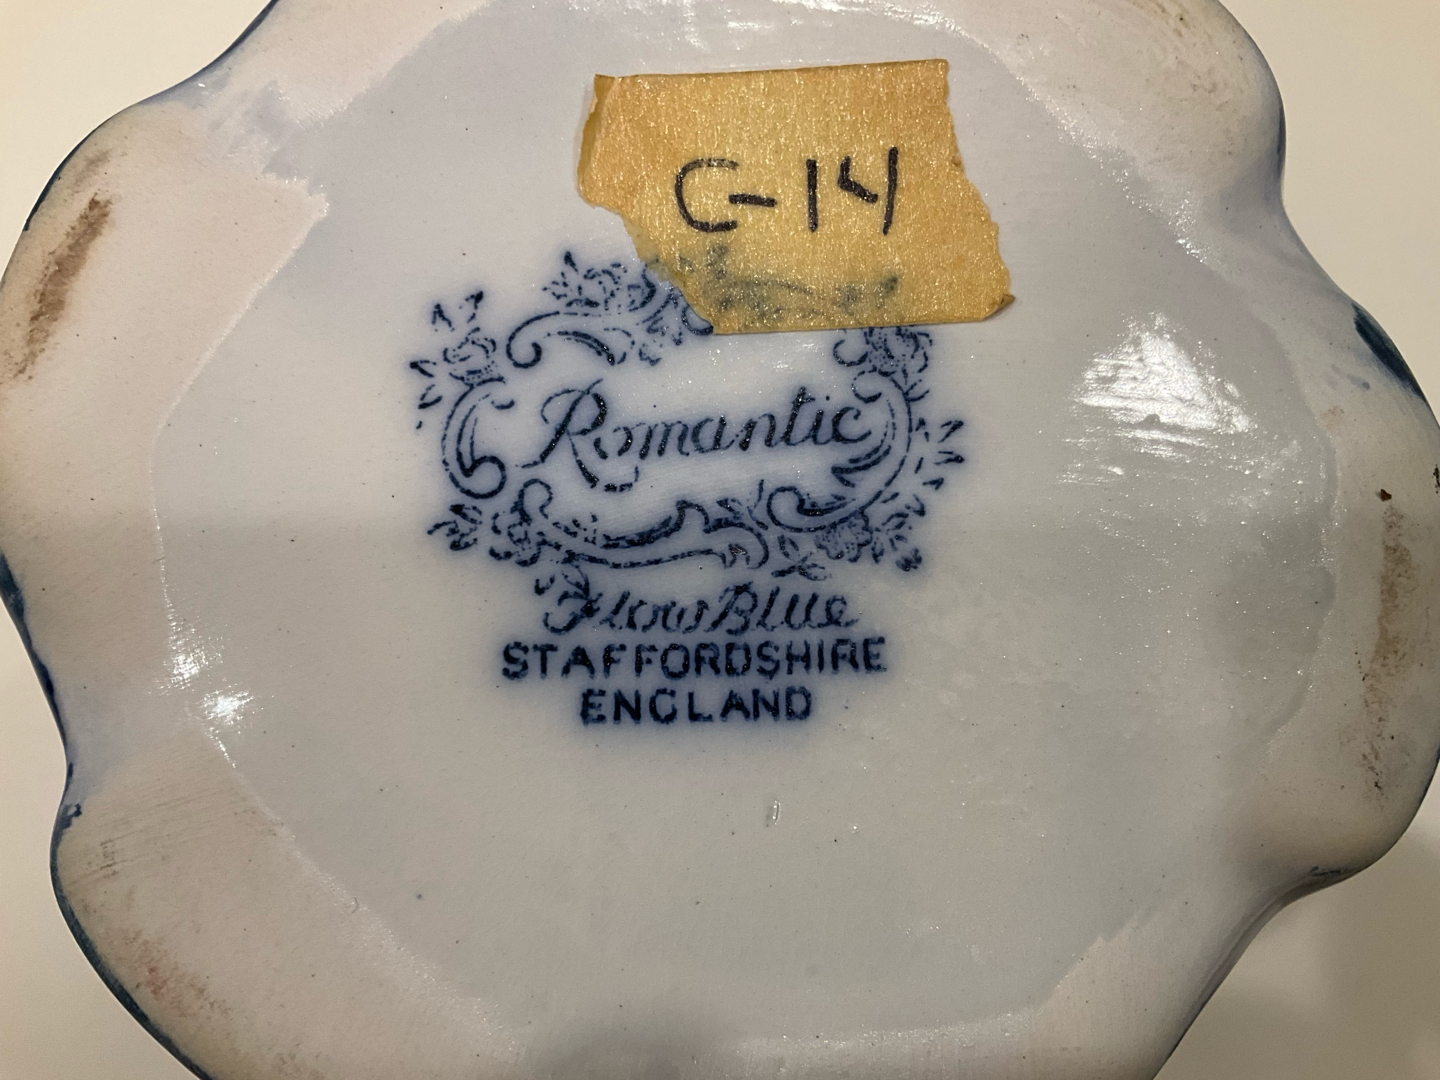 C-14
Romantic
Flow Blue
STAFFORDSHIRE
ENGLAND